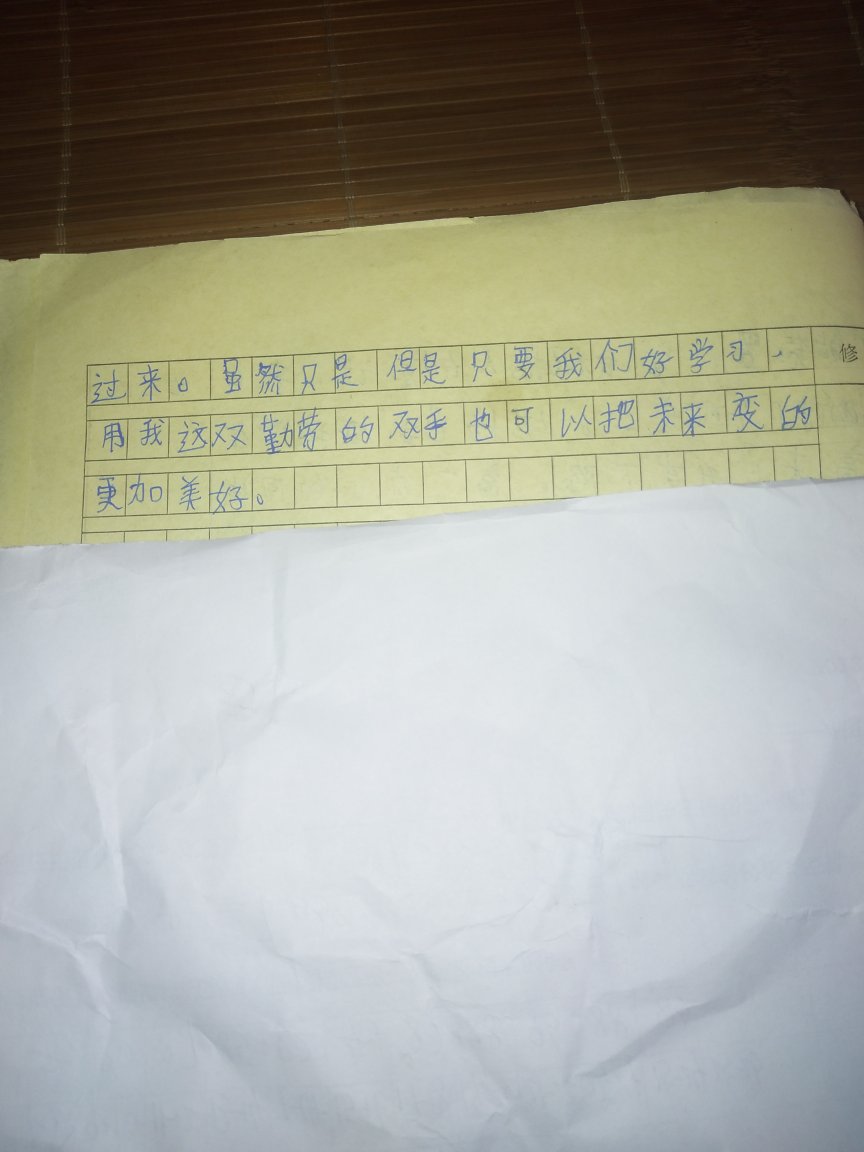 过来。虽然只是但是只要我们好学习,
用我这双勤劳的双手也可以把未来变的
更加美好。
修